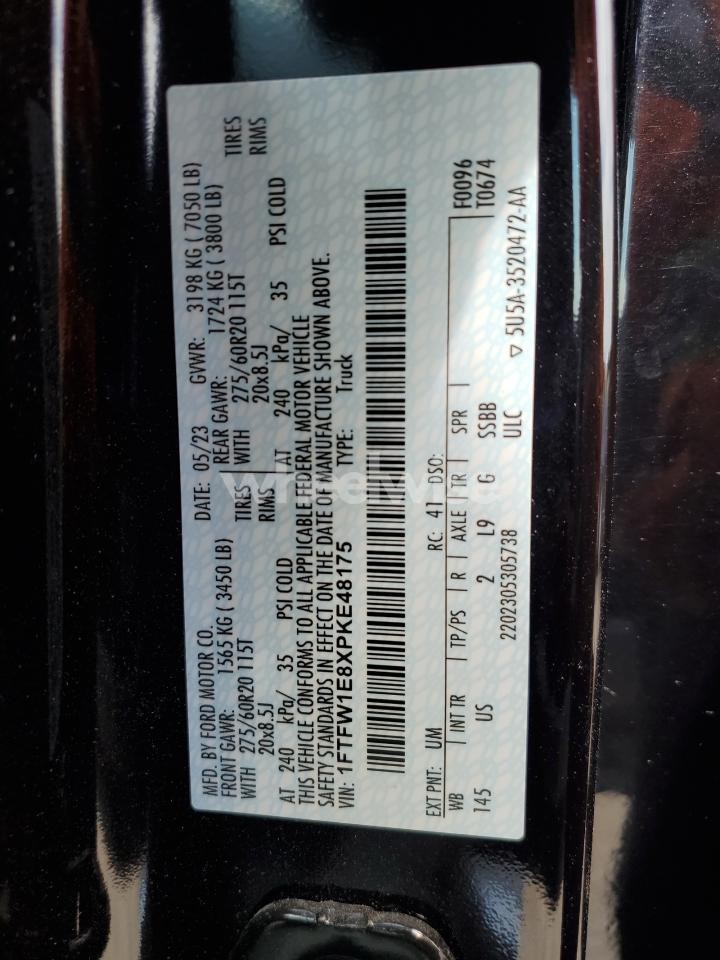 MFD. BY FORD MOTOR CO. DATE: 05/23 GVWR: 3198 KG ( 7050 LB)
FRONT GAWR: 1565 KG ( 3450 LB) REAR GAWR: 1724 KG ( 3800 LB)
WITH 275/60R20 115T TIRES WITH 275/60R20 115T TIRES
20x8.5J RIMS 20x8.5J RIMS
AT 240 kPa/ 35 PSI COLD AT 240 kPa/ 35 PSI COLD
THIS VEHICLE CONFORMS TO ALL APPLICABLE FEDERAL MOTOR VEHICLE
SAFETY STANDARDS IN EFFECT ON THE DATE OF MANUFACTURE SHOWN ABOVE.
VIN: 1FTFW1E8XPKE48175 TYPE: Truck
EXT PNT: UM RC: 41 DSO: F0096
WB INT TR TP/PS R AXLE TR SPR T0674
145 US 2 L9 G SSBB
2202305305738 ULC ▽ 5U5A-3520472-AA
wheelwise